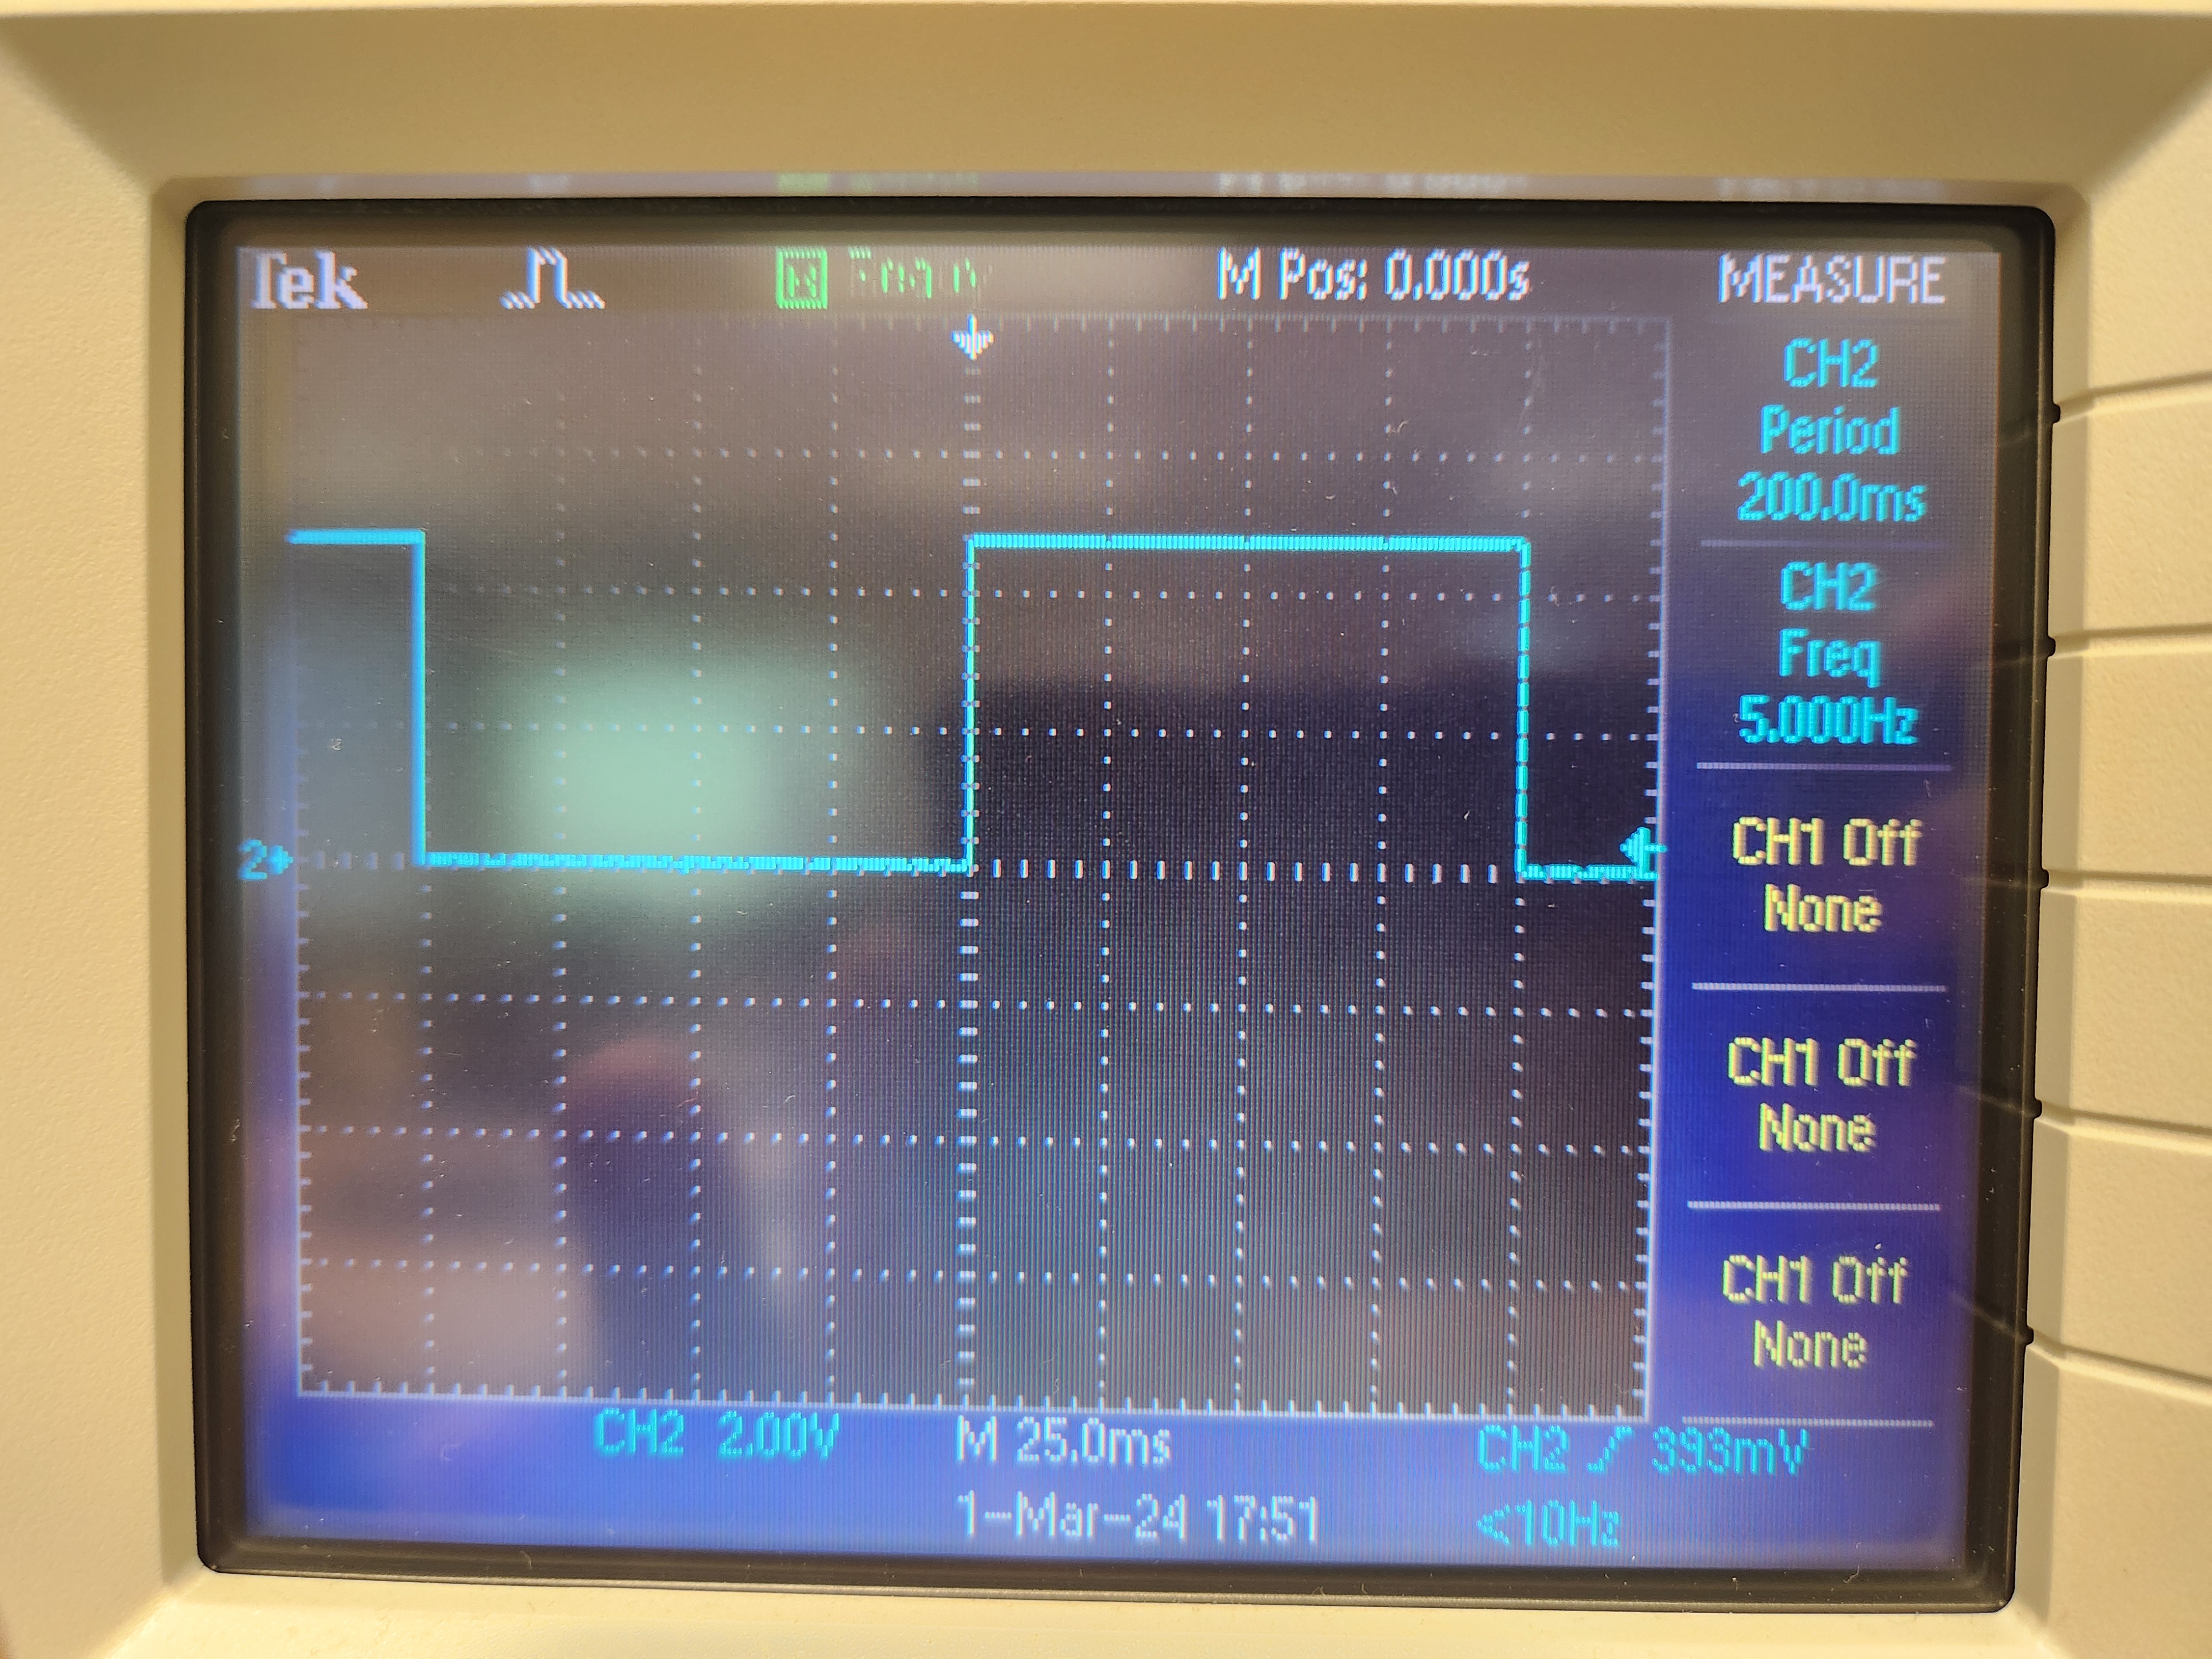 Tek M Pos: 0.000s MEASURE
CH2
Period
200.0ms
CH2
Freq
5.000Hz
2
CH1 Off
None
CH1 Off
None
CH1 Off
None
CH2 2.00V M 25.0ms CH2 393mV
1-Mar-24 17:51 <10Hz